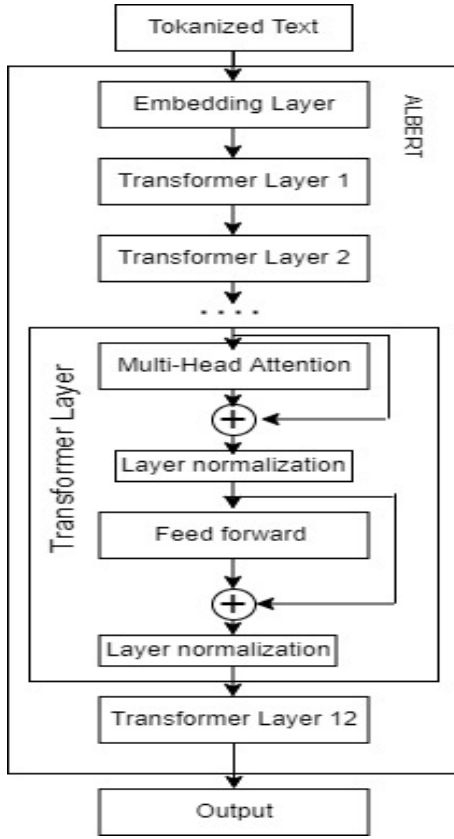 Tokanized Text
ALBERT
Embedding Layer
Transformer Layer 1
Transformer Layer 2
. . . .
Transformer Layer
Multi-Head Attention
+
Layer normalization
Feed forward
+
Layer normalization
Transformer Layer 12
Output